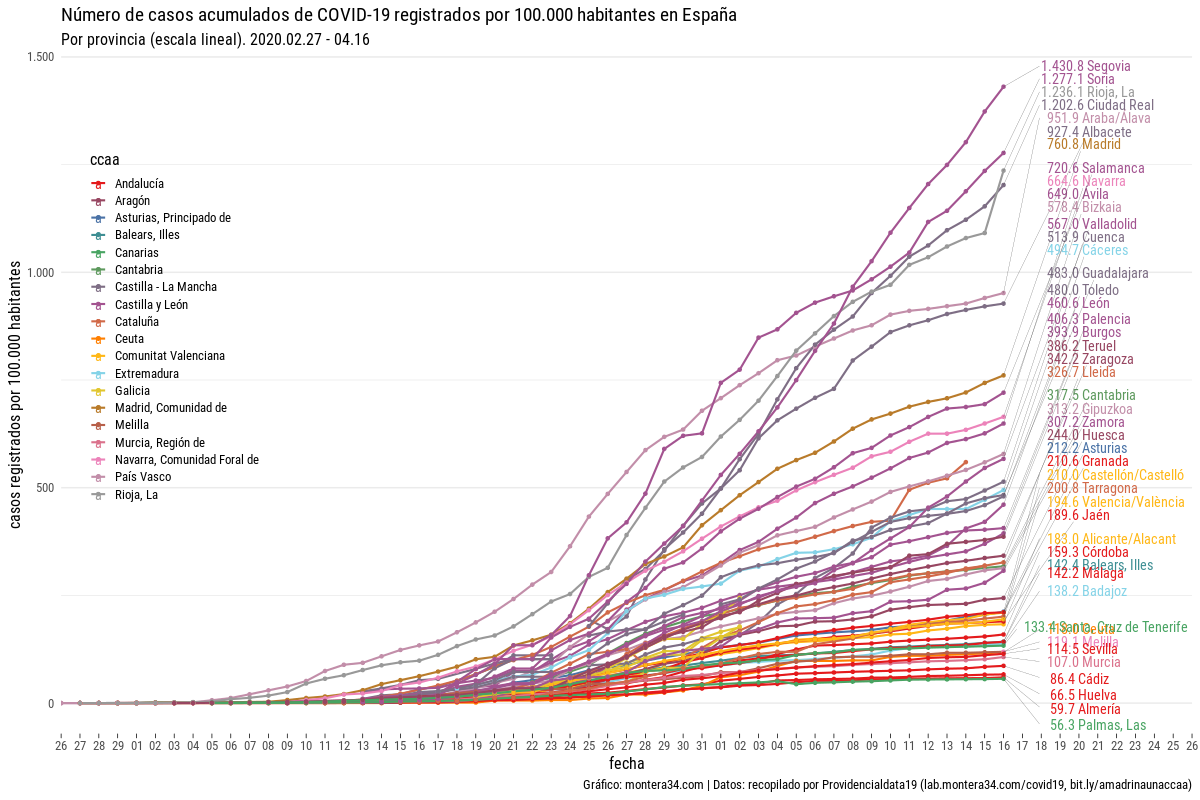 Número de casos acumulados de COVID-19 registrados por 100.000 habitantes en España
Por provincia (escala lineal). 2020.02.27 - 04.16
1.500
1.000
500
0
casos registrados por 100.000 habitantes
ccaa
Andalucía
Aragón
Asturias, Principado de
Balears, Illes
Canarias
Cantabria
Castilla - La Mancha
Castilla y León
Cataluña
Ceuta
Comunitat Valenciana
Extremadura
Galicia
Madrid, Comunidad de
Melilla
Murcia, Región de
Navarra, Comunidad Foral de
País Vasco
Rioja, La
1.430.8 Segovia
1.277.1 Soria
1.236.1 Rioja, La
1.202.6 Ciudad Real
951.9 Araba/Álava
927.4 Albacete
760.8 Madrid
720.6 Salamanca
664.6 Navarra
649.0 Ávila
578.4 Bizkaia
567.0 Valladolid
513.9 Cuenca
494.7 Cáceres
483.0 Guadalajara
480.0 Toledo
460.6 León
406.3 Palencia
393.9 Burgos
386.2 Teruel
342.2 Zaragoza
326.7 Lleida
317.5 Cantabria
313.2 Gipuzkoa
307.2 Zamora
244.0 Huesca
212.2 Asturias
210.6 Granada
210.0 Castellón/Castelló
200.8 Tarragona
194.6 Valencia/València
189.6 Jaén
183.0 Alicante/Alacant
159.3 Córdoba
142.4 Balears, Illes
142.2 Málaga
138.2 Badajoz
133.4 Santa Cruz de Tenerife
Ceuta
119.1 Melilla
114.5 Sevilla
107.0 Murcia
86.4 Cádiz
66.5 Huelva
59.7 Almería
56.3 Palmas, Las
26 27 28 29 01 02 03 04 05 06 07 08 09 10 11 12 13 14 15 16 17 18 19 20 21 22 23 24 25 26 27 28 29 30 31 01 02 03 04 05 06 07 08 09 10 11 12 13 14 15 16 17 18 19 20 21 22 23 24 25 26
fecha
Gráfico: montera34.com | Datos: recopilado por Providencialdata19 (lab.montera34.com/covid19, bit.ly/amadrinaunaccaa)